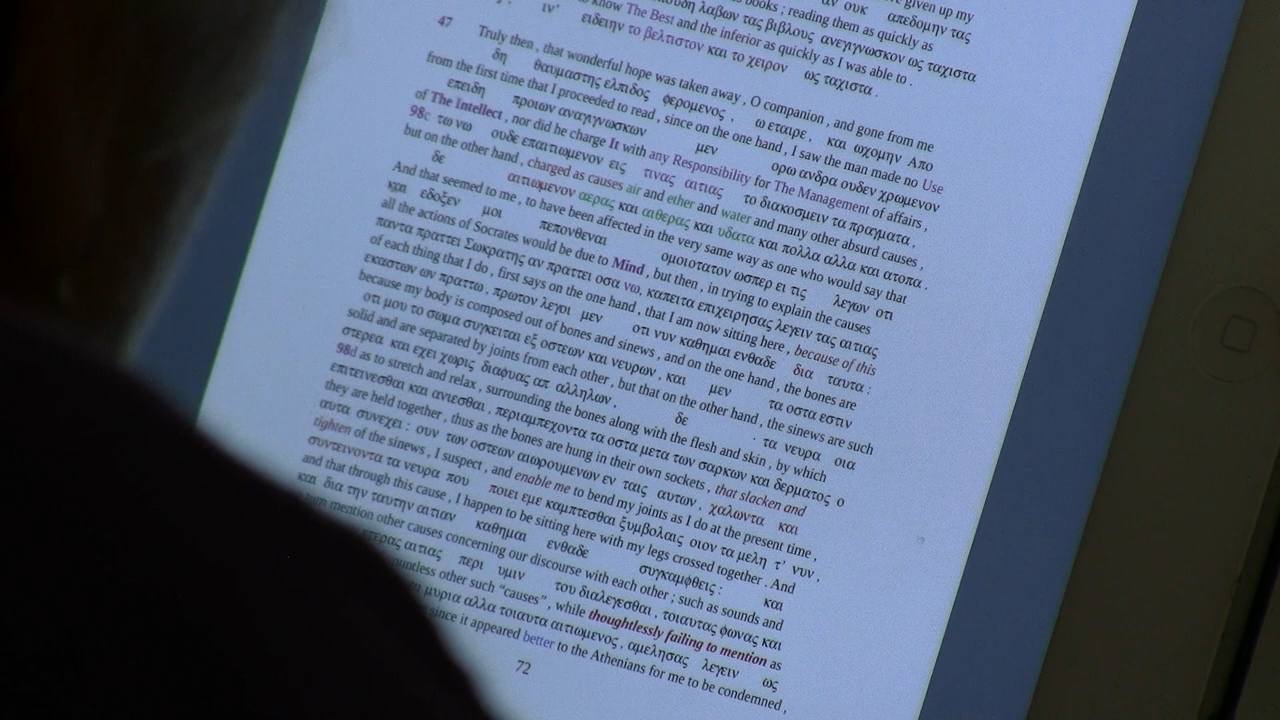 given up my
books ; reading them as quickly as
λαβων τας βιβλους ανεγιγνωσκον ως ταχιστα
know The Best and the inferior as quickly as I was able to .
ειδειην το βελτιστον και το χειρον ως ταχιστα .
47 Truly then , that wonderful hope was taken away , O companion , and gone from me
δη θαυμαστης ελπιδος φερομενος , ω εταιρε , και ωχομην Απο
from the first time that I proceeded to read , since on the one hand , I saw the man made no Use
επειδη προιων αναγιγνωσκων μεν ορω ανδρα ουδεν χρωμενον
of The Intellect , nor did he charge It with any Responsibility for The Management of affairs ,
98c τω νω ουδε επαιτιωμενον εις τινας αιτιας το διακοσμειν τα πραγματα ,
but on the other hand , charged as causes air and ether and water and many other absurd causes ,
δε αιτιωμενον αερας και αιθερας και υδατα και πολλα αλλα και ατοπα .
And that seemed to me , to have been affected in the very same way as one who would say that
και εδοξεν μοι πεπονθεναι ομοιοτατον ωσπερ ει τις λεγων οτι
all the actions of Socrates would be due to Mind , but then , in trying to explain the causes
παντα πραττει Σωκρατης αν πραττει οσα νω, καπειτα επιχειρησας λεγειν τας αιτιας
of each thing that I do , first says on the one hand , that I am now sitting here , because of this
εκαστων ων πραττω . πρωτον λεγοι μεν οτι νυν καθημαι ενθαδε δια ταυτα :
because my body is composed out of bones and sinews , and on the one hand , the bones are
οτι μου το σωμα συγκειται εξ οστεων και νευρων , και μεν τα οστα εστιν
solid and are separated by joints from each other , but that on the other hand , the sinews are such
στερεα και εχει χωρις διαφυας απ αλληλων , δε τα νευρα οια
98d as to stretch and relax , surrounding the bones along with the flesh and skin , by which
επιτεινεσθαι και ανιεσθαι , περιαμπεχοντα τα οστα μετα των σαρκων και δερματος ο
they are held together , thus as the bones are hung in their own sockets , that slacken and
αυτα συνεχει : ουν των οστεων αιωρουμενων εν ταις αυτων , χαλωντα και
tighten of the sinews , I suspect , and enable me to bend my joints as I do at the present time ,
συντεινοντα τα νευρα που ποιει εμε καμπτεσθαι ξυμβολαις οιον τα μελη τ' νυν ,
and that through this cause , I happen to be sitting here with my legs crossed together . And
και δια την ταυτην αιτιαν καθημαι ενθαδε συγκαμφθεις : και
turn mention other causes concerning our discourse with each other ; such as sounds and
αιτιας περι υμιν του διαλεγεσθαι , τοιαυτας φωνας και
countless other such “causes” , while thoughtlessly failing to mention as
μυρια αλλα τοιαυτα αιτιωμενος , αμελησας λεγειν ως
since it appeared better to the Athenians for me to be condemned ,
72